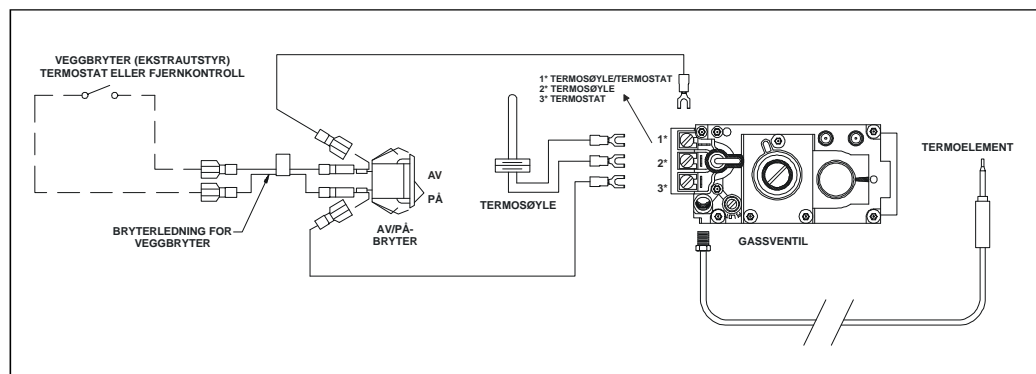 VEGGBRYTER (EKSTRAUTSTYR)
TERMOSTAT ELLER FJERNKONTROLL
1* TERMOSØYLE/TERMOSTAT
2* TERMOSØYLE
3* TERMOSTAT
1*
2*
3*
TERMOELEMENT
AV
PÅ
TERMOSØYLE
BRYTERLEDNING FOR
VEGGBRYTER
AV/PÅ-
BRYTER
GASSVENTIL